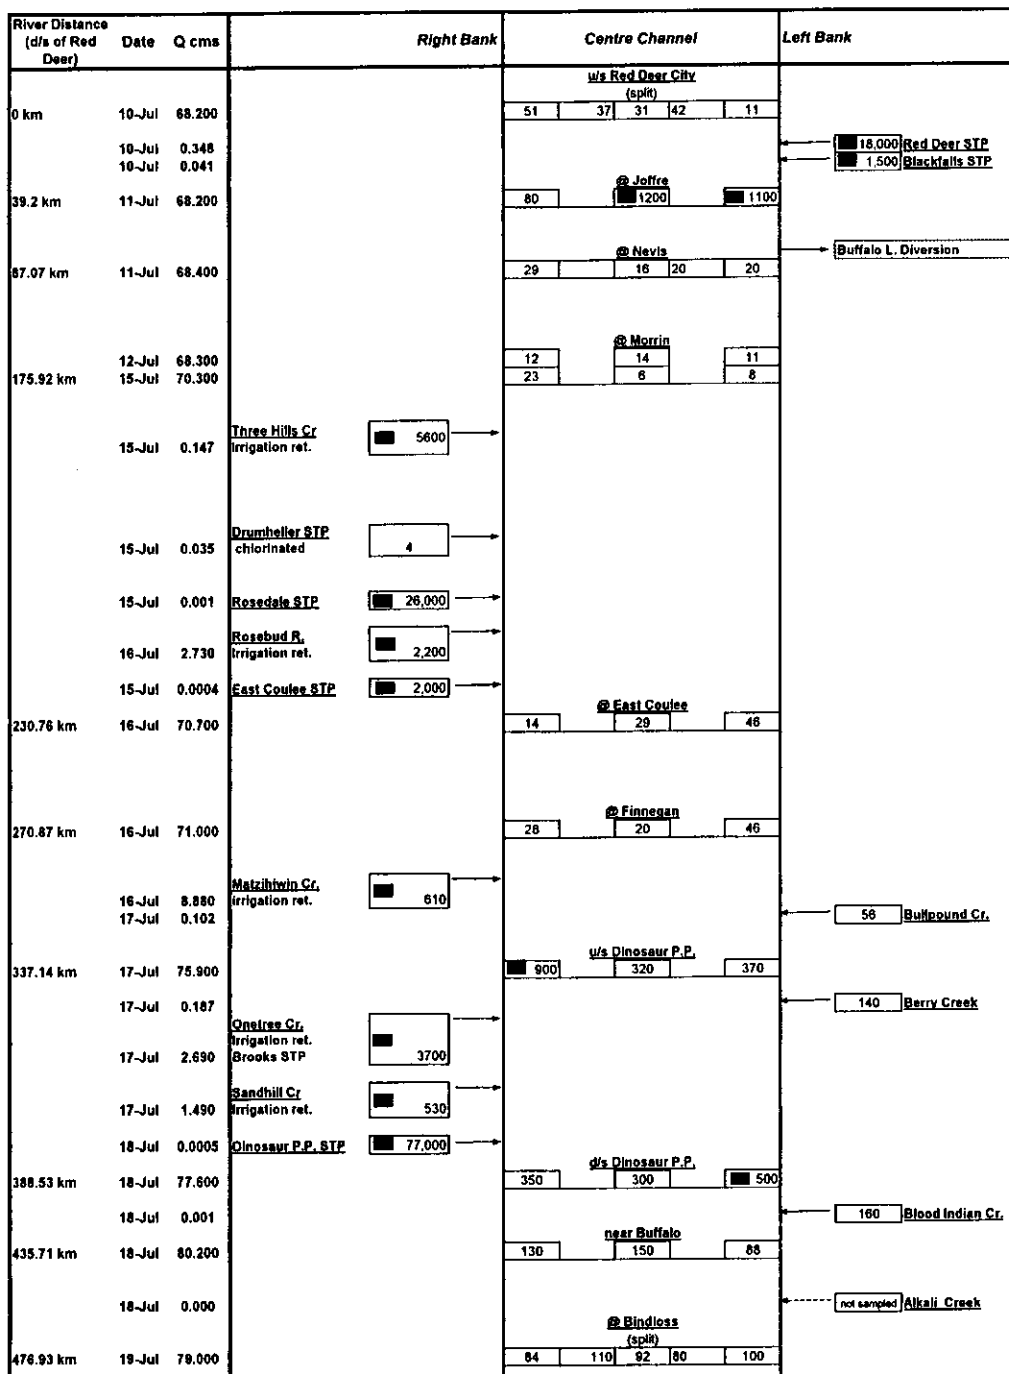 River Distance (d/s of Red Deer) Date Q cms Right Bank Centre Channel Left Bank
u/s Red Deer City
(split)
0 km 10-Jul 68.200 51 37 31 42 11
10-Jul 0.348 18,000 Red Deer STP
10-Jul 0.041 1,500 Blackfalls STP
@ Joffre
39.2 km 11-Jul 68.200 80 1200 1100
@ Nevis
Buffalo L. Diversion
87.07 km 11-Jul 68.400 29 16 20 20
@ Morrin
12-Jul 68.300 12 14 11
175.92 km 15-Jul 70.300 23 6 8
Three Hills Cr 5600
15-Jul 0.147 Irrigation ret.
Drumheller STP 4
15-Jul 0.035 chlorinated
15-Jul 0.001 Rosedale STP 26,000
Rosebud R.
16-Jul 2.730 Irrigation ret. 2,200
15-Jul 0.0004 East Coulee STP 2,000
@ East Coulee
230.76 km 16-Jul 70.700 14 29 46
@ Finnegan
270.87 km 16-Jul 71.000 28 20 46
Matzihiwin Cr.
16-Jul 8.880 irrigation ret. 610
17-Jul 0.102 56 Bullpound Cr.
u/s Dinosaur P.P.
337.14 km 17-Jul 75.900 900 320 370
17-Jul 0.187 140 Berry Creek
Onetree Cr.
Irrigation ret.
17-Jul 2.690 Brooks STP 3700
Sandhill Cr
17-Jul 1.490 Irrigation ret. 530
18-Jul 0.0005 Dinosaur P.P. STP 77,000
d/s Dinosaur P.P.
388.53 km 18-Jul 77.600 350 300 500
18-Jul 0.001 160 Blood Indian Cr.
near Buffalo
435.71 km 18-Jul 80.200 130 150 88
18-Jul 0.000 not sampled Alkali Creek
@ Bindloss
(split)
476.93 km 19-Jul 79.000 84 110 92 80 100